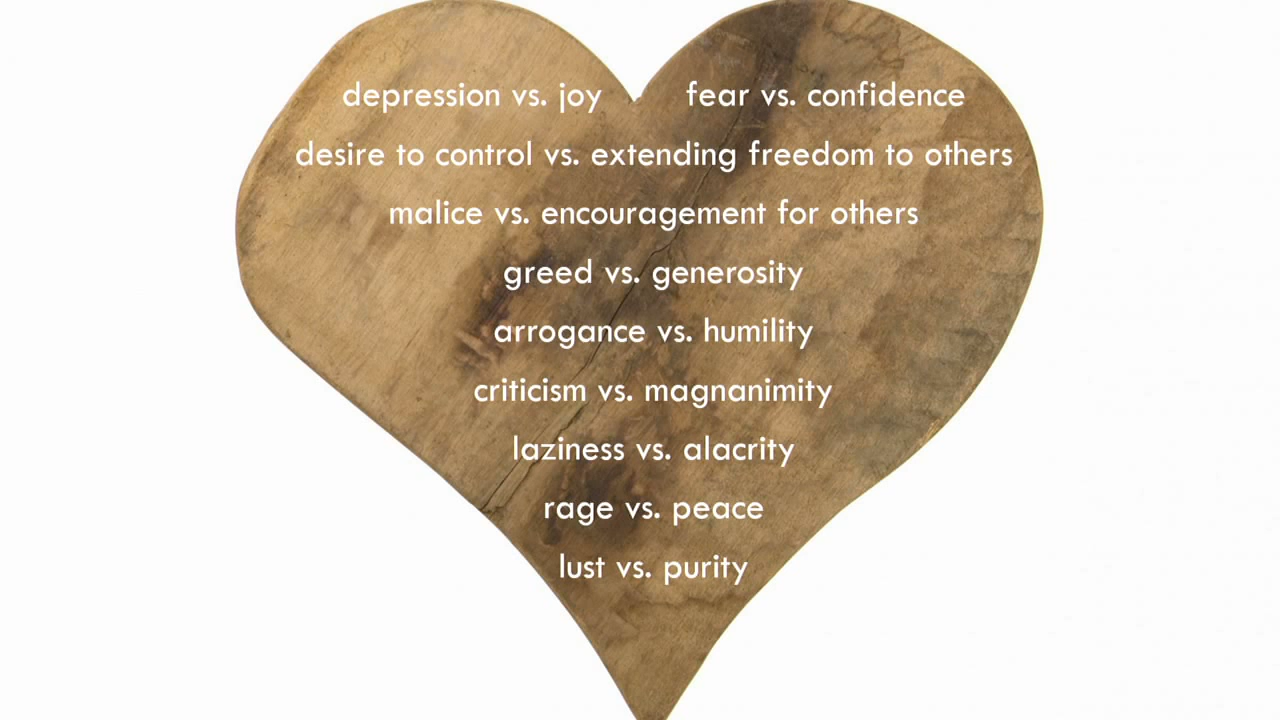 depression vs. joy fear vs. confidence
desire to control vs. extending freedom to others
malice vs. encouragement for others
greed vs. generosity
arrogance vs. humility
criticism vs. magnanimity
laziness vs. alacrity
rage vs. peace
lust vs. purity